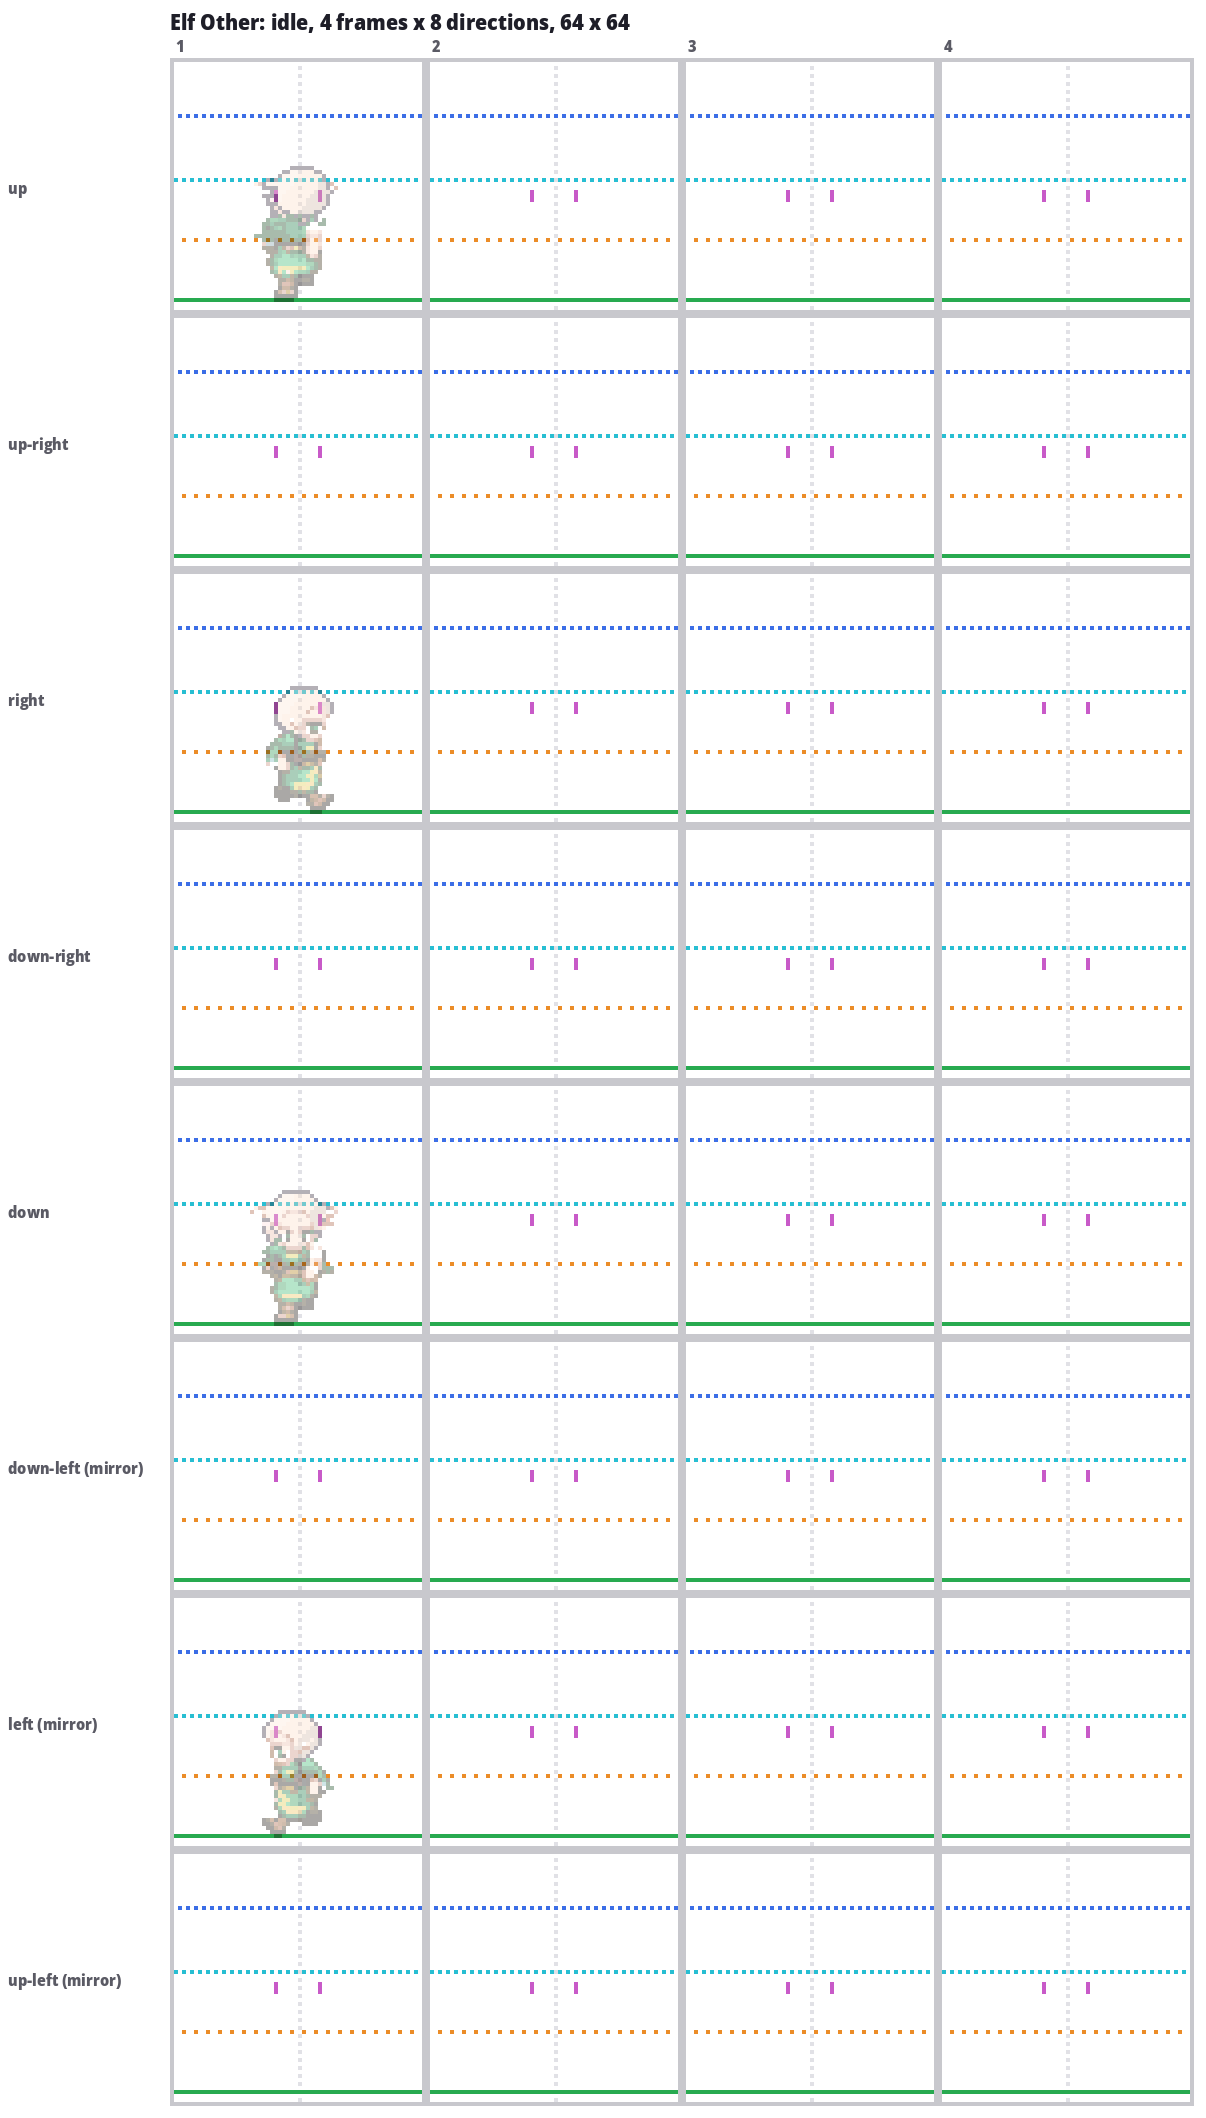 Elf Other: idle, 4 frames x 8 directions, 64 x 64
1 2 3 4
up
up-right
right
down-right
down
down-left (mirror)
left (mirror)
up-left (mirror)